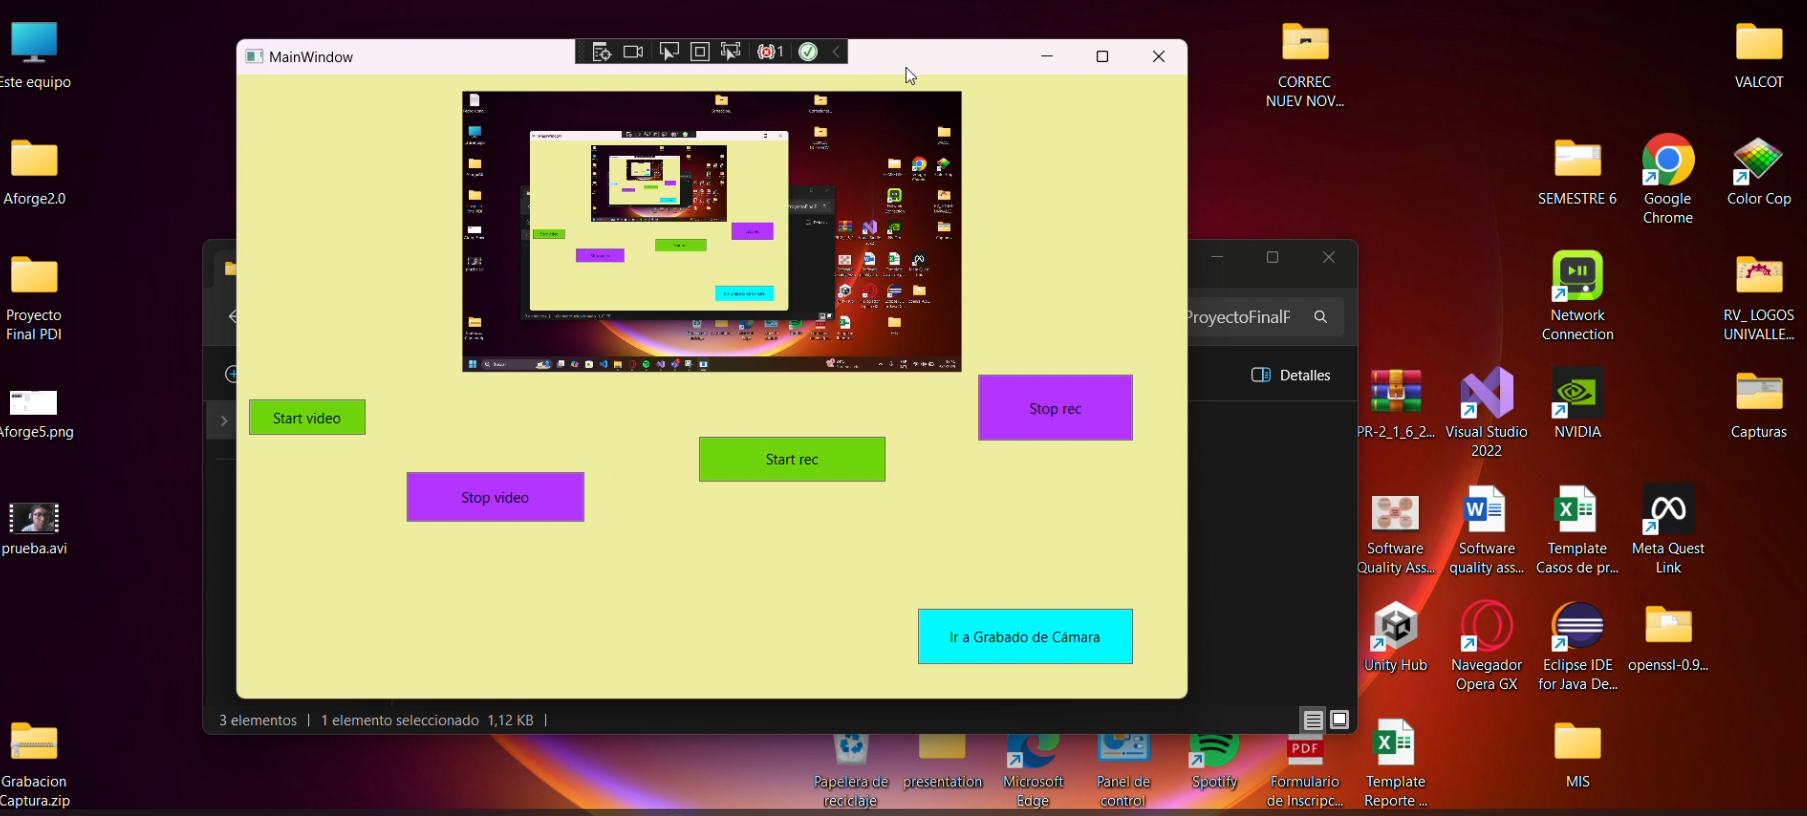 Este equipo
Aforge2.0
Proyecto
Final PDI
Aforge5.png
prueba.avi
Grabacion
Captura.zip
MainWindow
1
Start video
Stop video
Start rec
Stop rec
Ir a Grabado de Cámara
ProyectoFinalF
Detalles
3 elementos
1 elemento seleccionado 1,12 KB
CORREC
NUEV NOV...
VALCOT
SEMESTRE 6
Google
Chrome
Color Cop
Network
Connection
RV_ LOGOS
UNIVALLE...
PR-2_1_6_2...
Visual Studio
2022
NVIDIA
Capturas
Software
Quality Ass...
Software
quality ass...
Template
Casos de pr...
Meta Quest
Link
Unity Hub
Navegador
Opera GX
Eclipse IDE
for Java De...
openssl-0.9...
Papelera de
reciclaje
presentation
Microsoft
Edge
Panel de
control
Spotify
PDF
Formulario
de Inscripc...
Template
Reporte ...
MIS